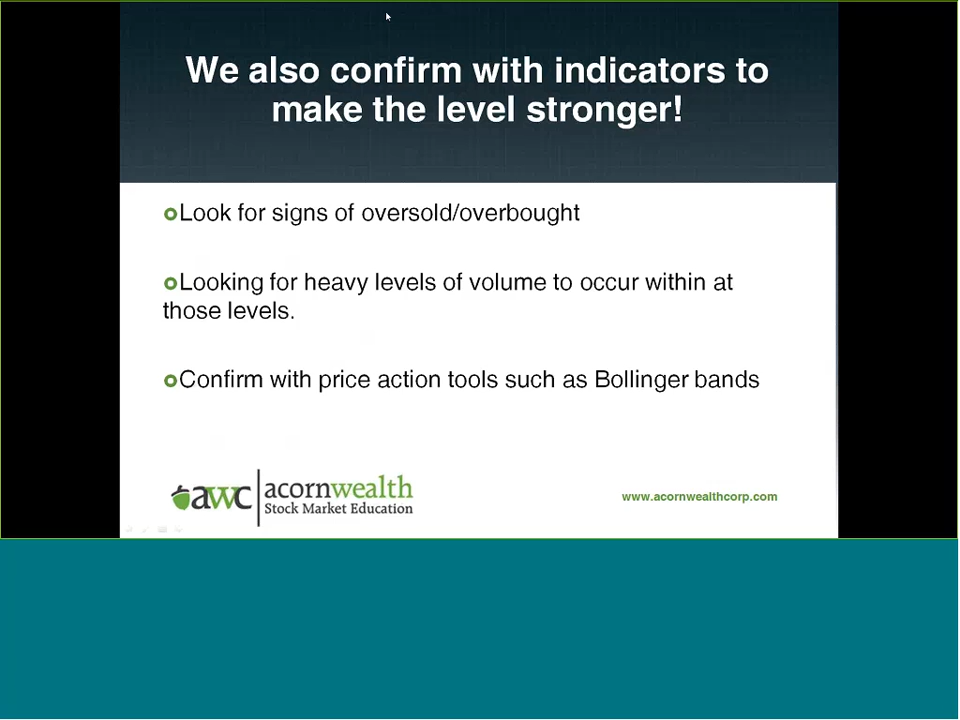 We also confirm with indicators to
make the level stronger!
Look for signs of oversold/overbought
Looking for heavy levels of volume to occur within at
those levels.
Confirm with price action tools such as Bollinger bands
awc acornwealth
Stock Market Education
www.acornwealthcorp.com